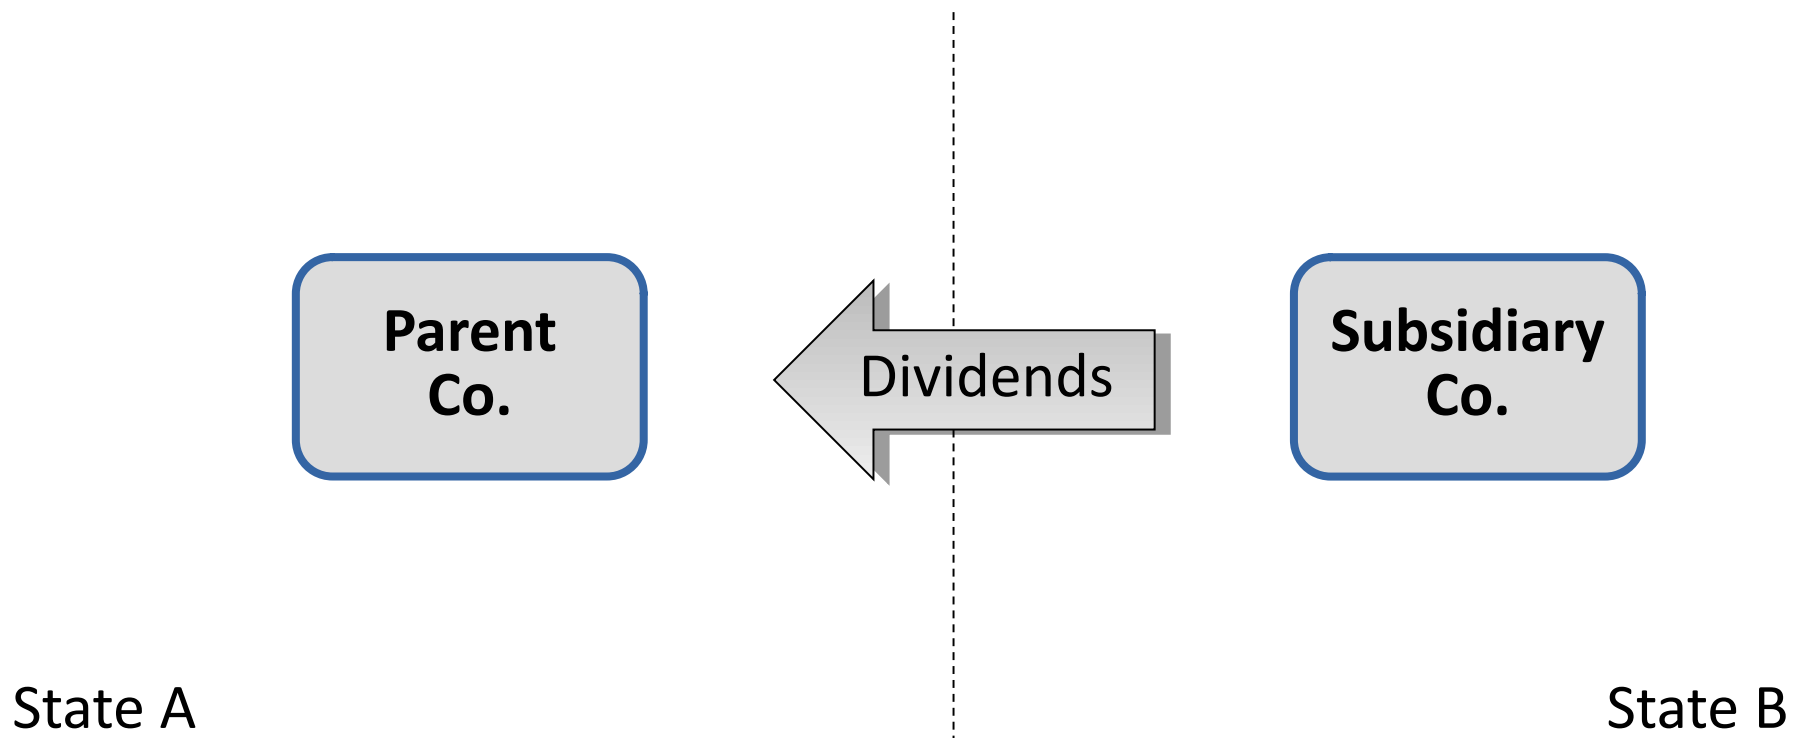 Parent
Co.
Dividends
Subsidiary
Co.
State A
State B